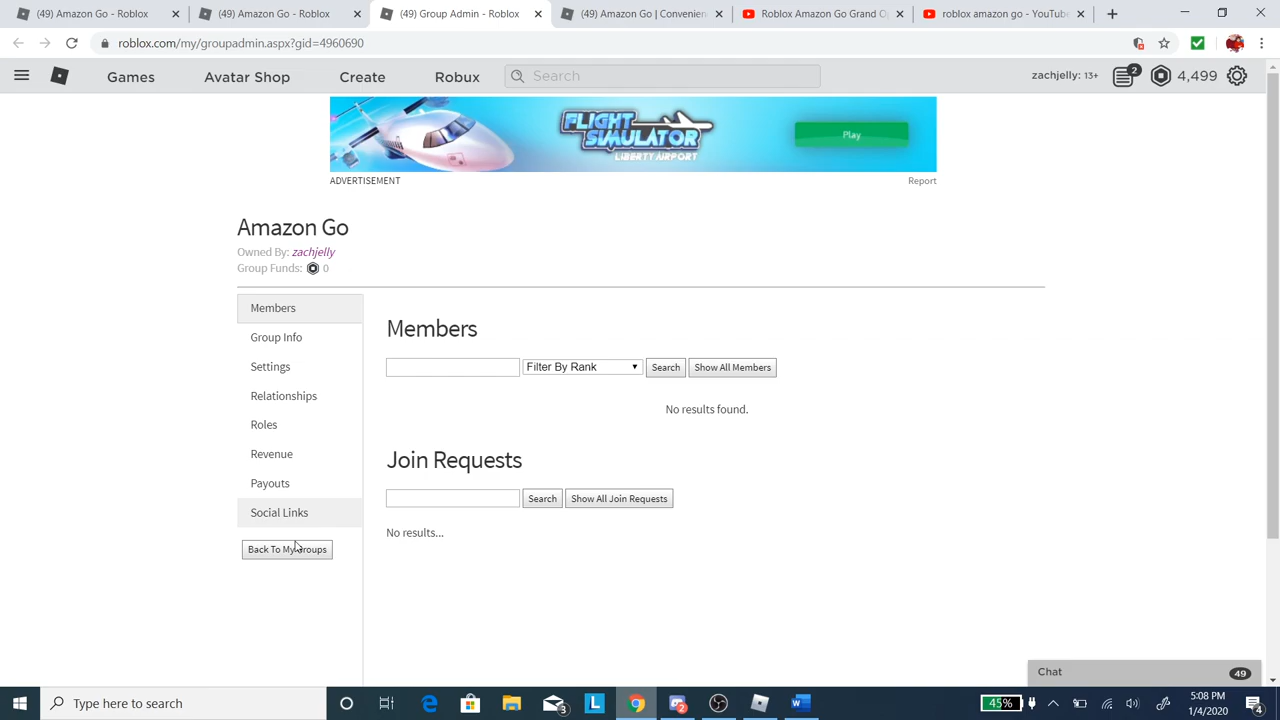 (49) Amazon Go - Roblox
(49) Amazon Go - Roblox
(49) Group Admin - Roblox
(49) Amazon Go | Convenien
Roblox Amazon Go Grand O
roblox amazon go - YouTube
roblox.com/my/groupadmin.aspx?gid=4960690
Games
Avatar Shop
Create
Robux
Search
zachjelly: 13+
2
4,499
FLIGHT
SIMULATOR
LIBERTY AIRPORT
Play
ADVERTISEMENT
Report
Amazon Go
Owned By: zachjelly
Group Funds: 0
Members
Group Info
Settings
Relationships
Roles
Revenue
Payouts
Social Links
Back To My Groups
Members
Filter By Rank
Search
Show All Members
No results found.
Join Requests
Search
Show All Join Requests
No results...
Chat
49
Type here to search
3
L
2
45%
5:08 PM
1/4/2020
4